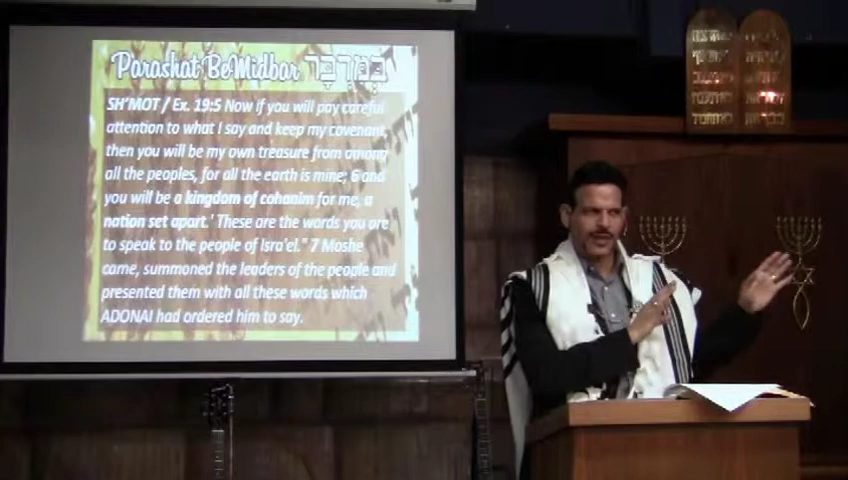 Parashat BeMidbar בְּמִדְבַּר
SH'MOT / Ex. 19:5 Now if you will pay careful
attention to what I say and keep my covenant,
then you will be my own treasure from among
all the peoples, for all the earth is mine; 6 and
you will be a kingdom of cohanim for me, a
nation set apart.' These are the words you are
to speak to the people of Isra'el." 7 Moshe
came, summoned the leaders of the people and
presented them with all these words which
ADONAI had ordered him to say.